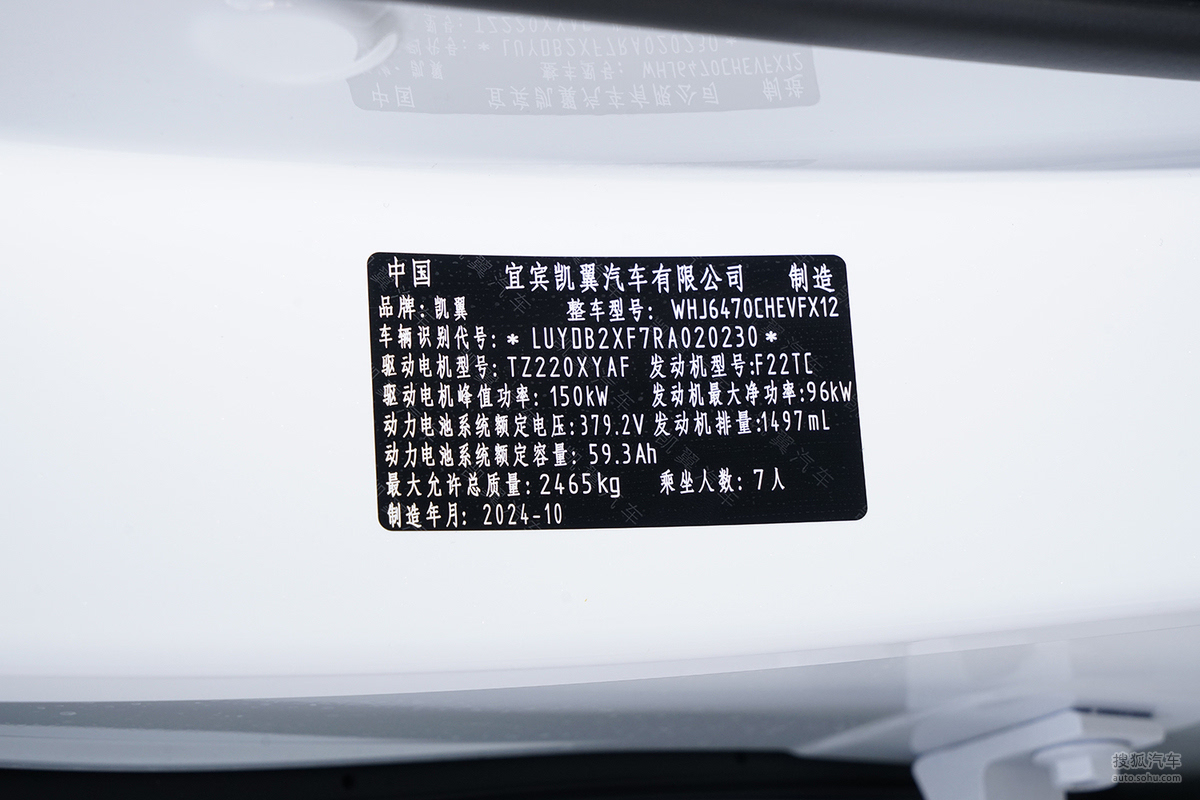 中国 宜宾凯翼汽车有限公司 制造
品牌:凯翼 整车型号: WHJ6470CHEVFX12
车辆识别代号:* LUYDB2XF7RA020230 *
驱动电机型号:TZ220XYAF 发动机型号:F22TC
驱动电机峰值功率: 150kW 发动机最大净功率:96kW
动力电池系统额定电压:379.2V 发动机排量:1497mL
动力电池系统额定容量: 59.3Ah
最大允许总质量:2465kg 乘坐人数:7人
制造年月: 2024-10
搜狐汽车
auto.sohu.com